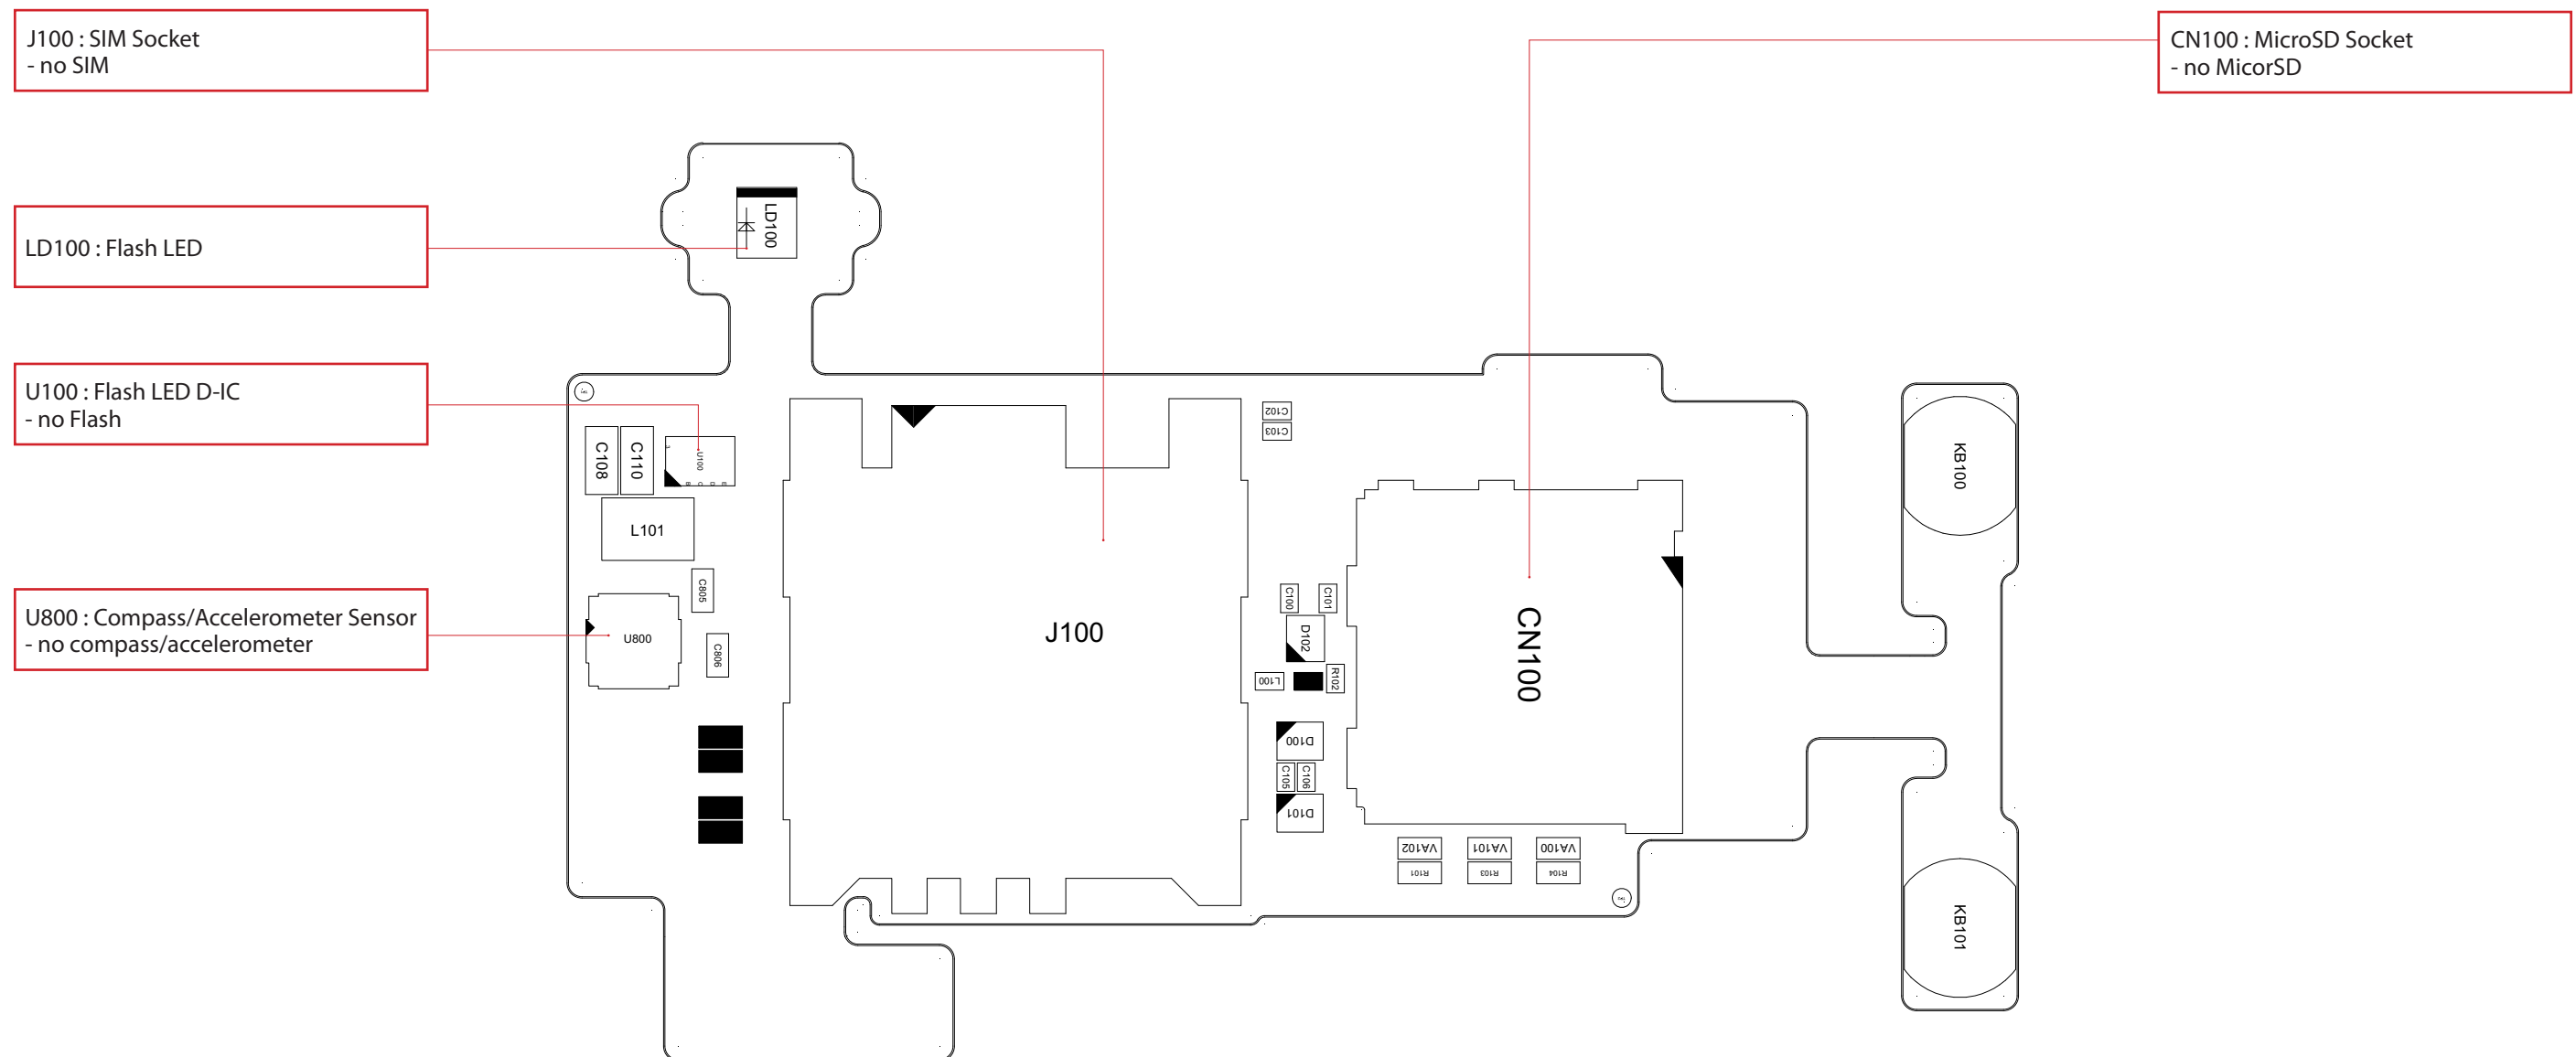 J100 : SIM Socket
- no SIM
CN100 : MicroSD Socket
- no MicorSD
LD100 : Flash LED
LD100
U100 : Flash LED D-IC
- no Flash
C102
C103
C108
C110
U100
KB100
L101
C805
C100
C101
U800 : Compass/Accelerometer Sensor
- no compass/accelerometer
U800
C806
J100
D102
CN100
L100
R102
D100
C105
C106
D101
VA102
VA101
VA100
R101
R103
R104
KB101